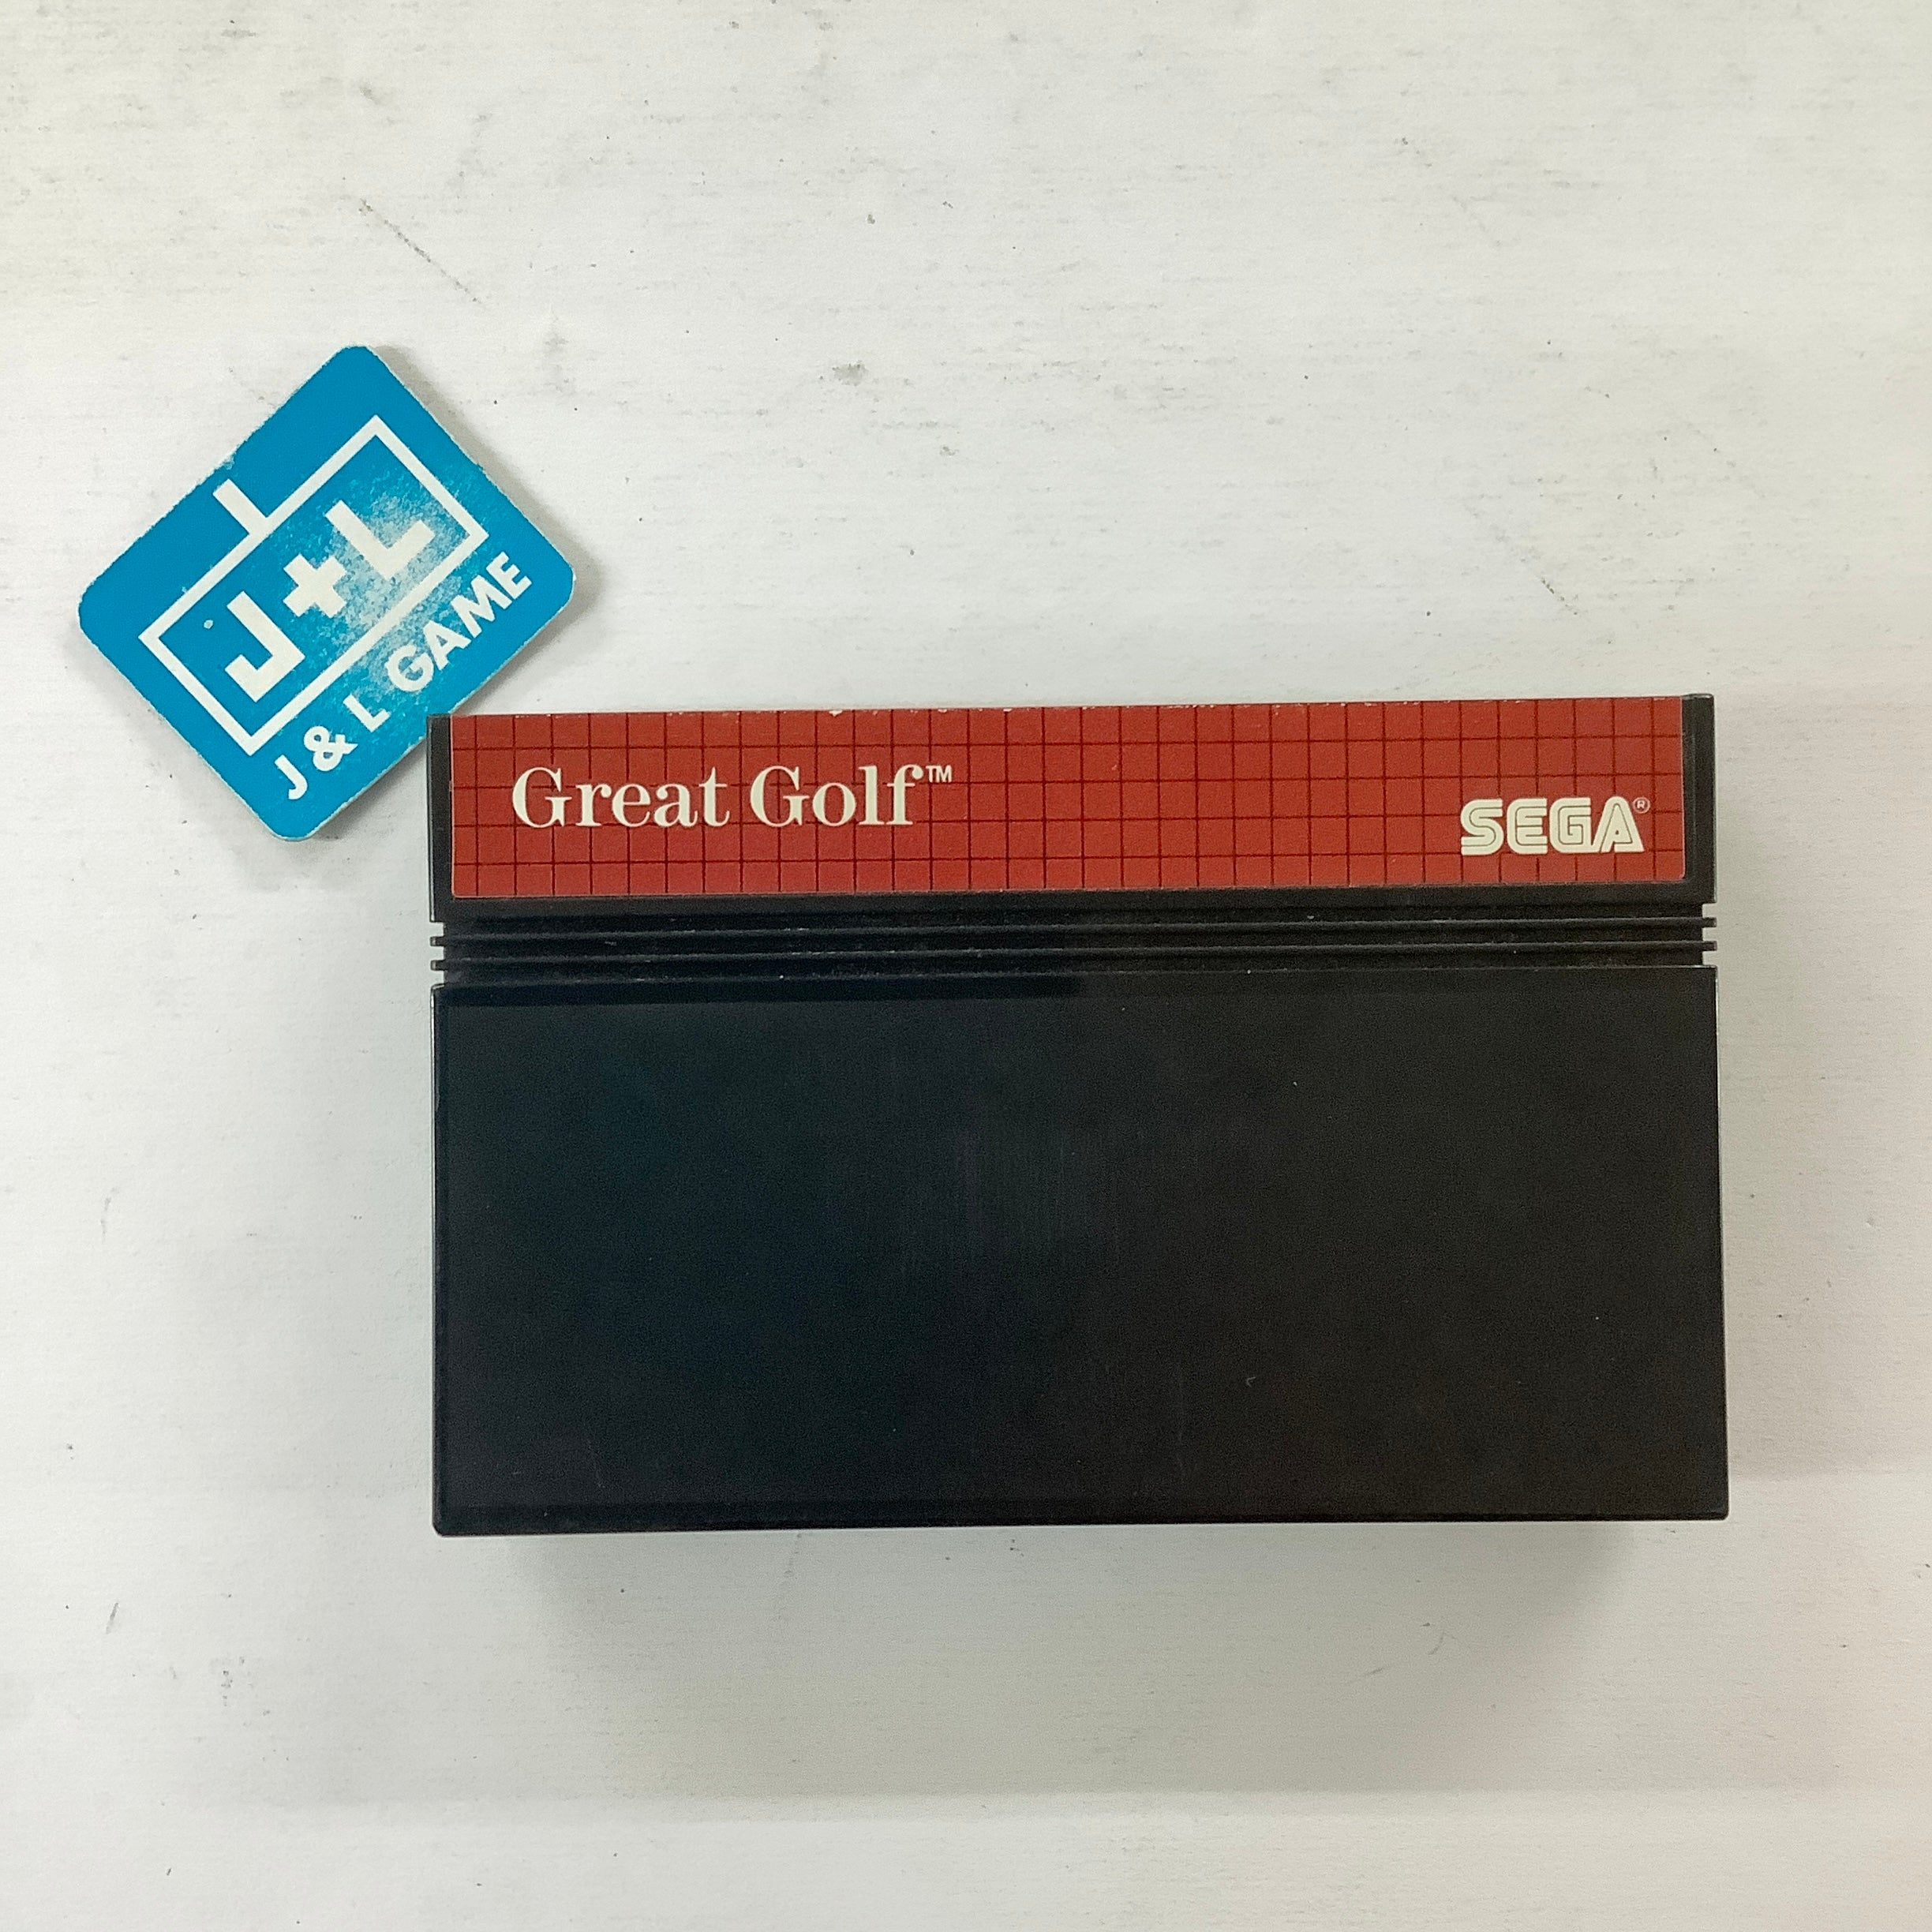 J+L
J & L GAME
Great Golf™
SEGA®